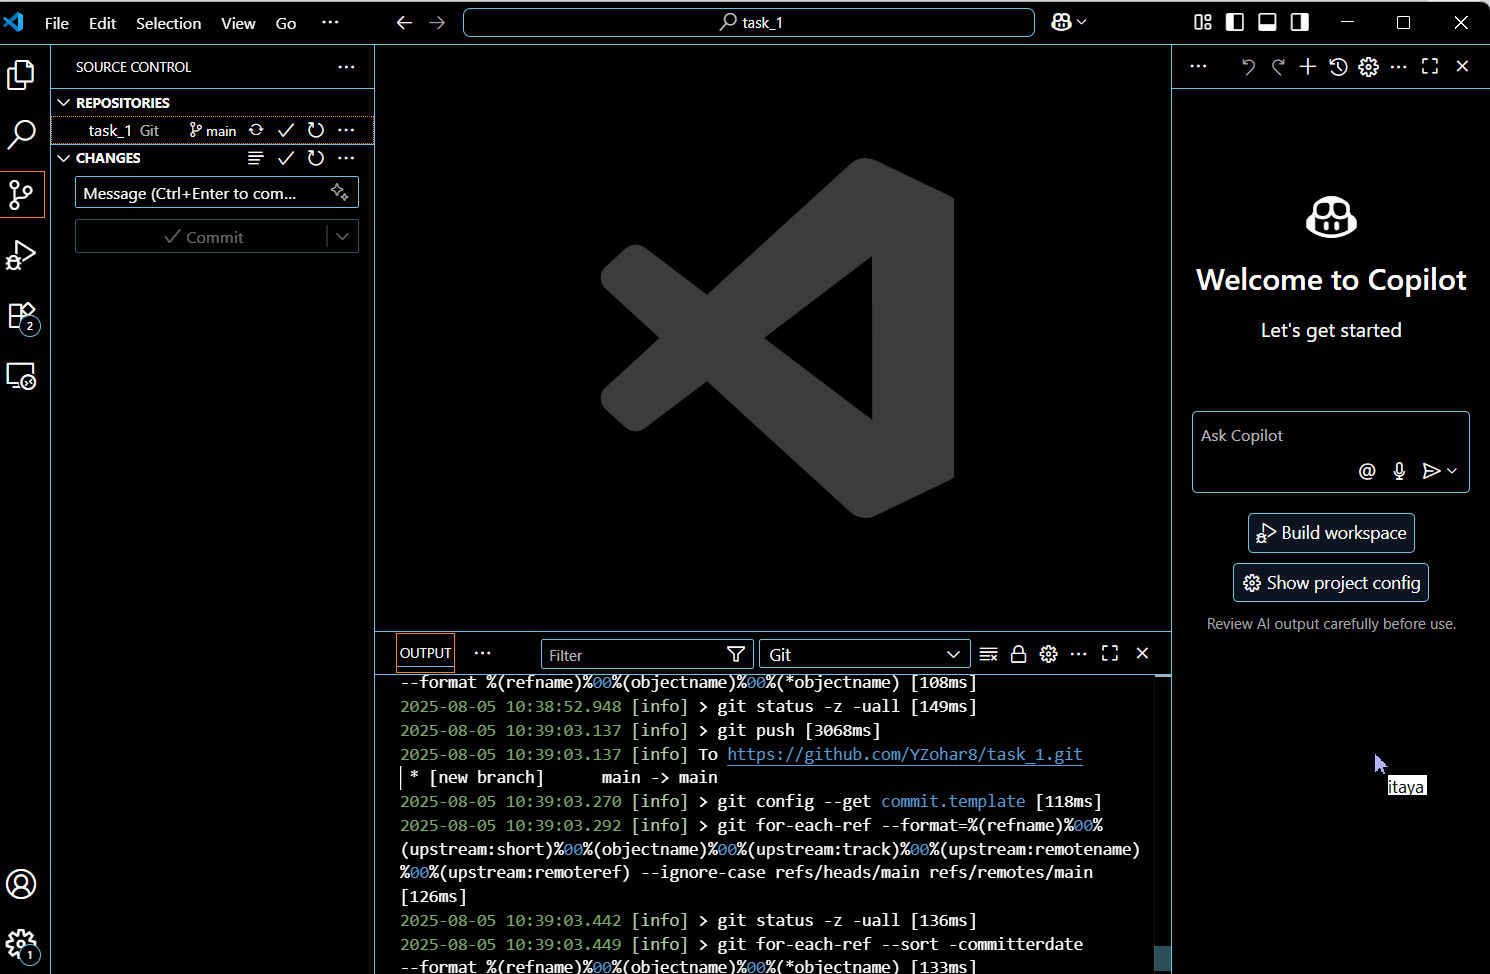 File Edit Selection View Go ···
task_1
SOURCE CONTROL
REPOSITORIES
task_1 Git main
CHANGES
Message (Ctrl+Enter to com...
Commit
2
1
Welcome to Copilot
Let's get started
Ask Copilot
@
Build workspace
Show project config
Review AI output carefully before use.
itaya
OUTPUT ··· Filter Git
--format %(refname)%00%(objectname)%00%(*objectname) [108ms]
2025-08-05 10:38:52.948 [info] > git status -z -uall [149ms]
2025-08-05 10:39:03.137 [info] > git push [3068ms]
2025-08-05 10:39:03.137 [info] To https://github.com/YZohar8/task_1.git
* [new branch]      main -> main
2025-08-05 10:39:03.270 [info] > git config --get commit.template [118ms]
2025-08-05 10:39:03.292 [info] > git for-each-ref --format=%(refname)%00%
(upstream:short)%00%(objectname)%00%(upstream:track)%00%(upstream:remotename)
%00%(upstream:remoteref) --ignore-case refs/heads/main refs/remotes/main
[126ms]
2025-08-05 10:39:03.442 [info] > git status -z -uall [136ms]
2025-08-05 10:39:03.449 [info] > git for-each-ref --sort -committerdate
--format %(refname)%00%(objectname)%00%(*objectname) [133ms]